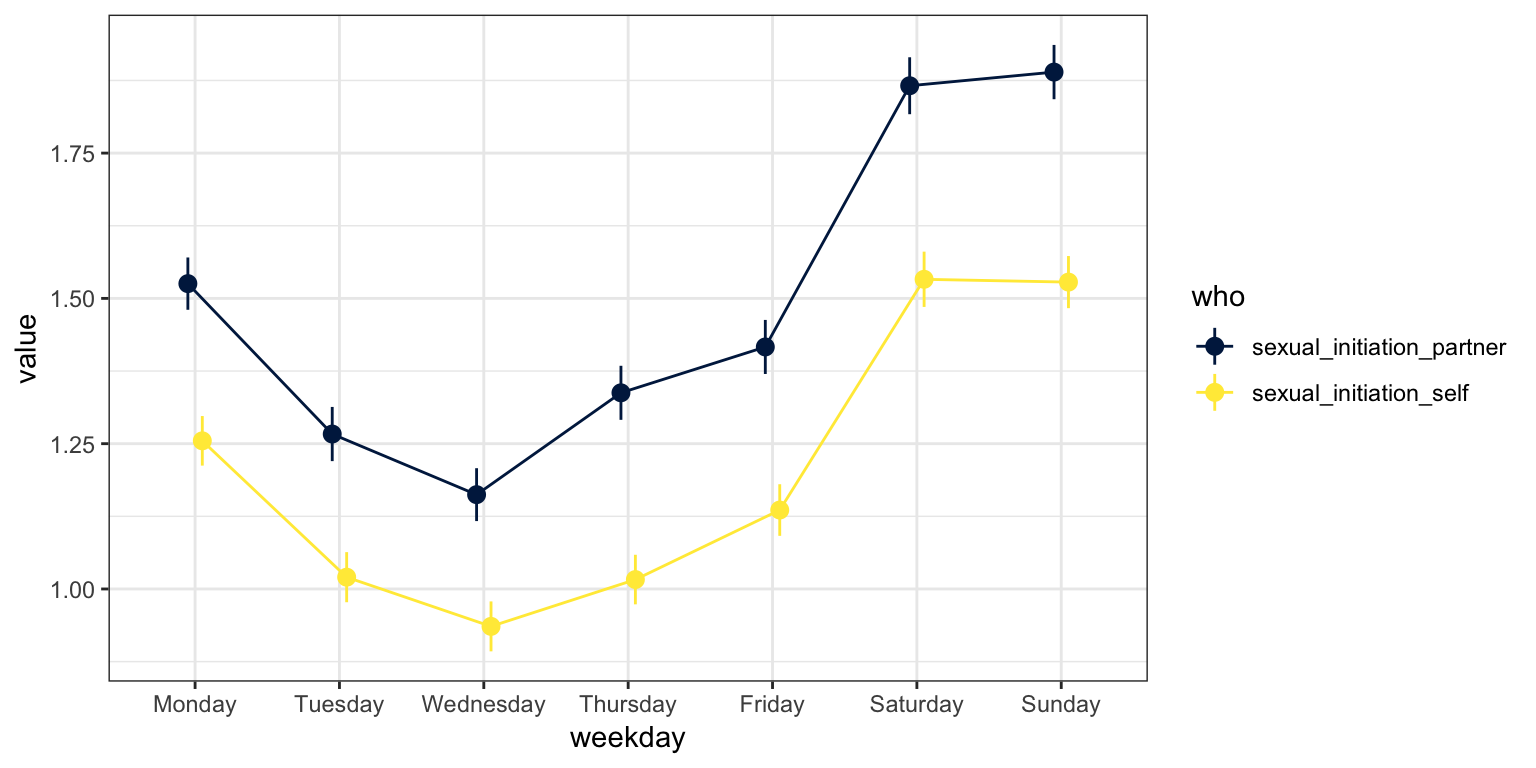 value
1.75
1.50
1.25
1.00
Monday Tuesday Wednesday Thursday Friday Saturday Sunday
weekday
who
sexual_initiation_partner
sexual_initiation_self